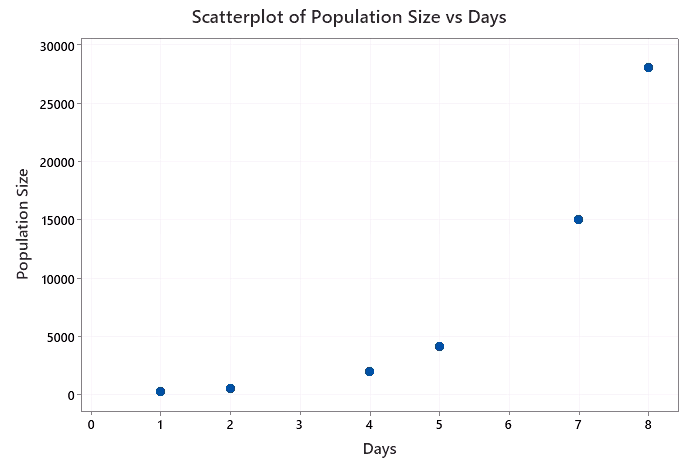 Scatterplot of Population Size vs Days
30000
25000
20000
15000
10000
5000
0
Population Size
0 1 2 3 4 5 6 7 8
Days